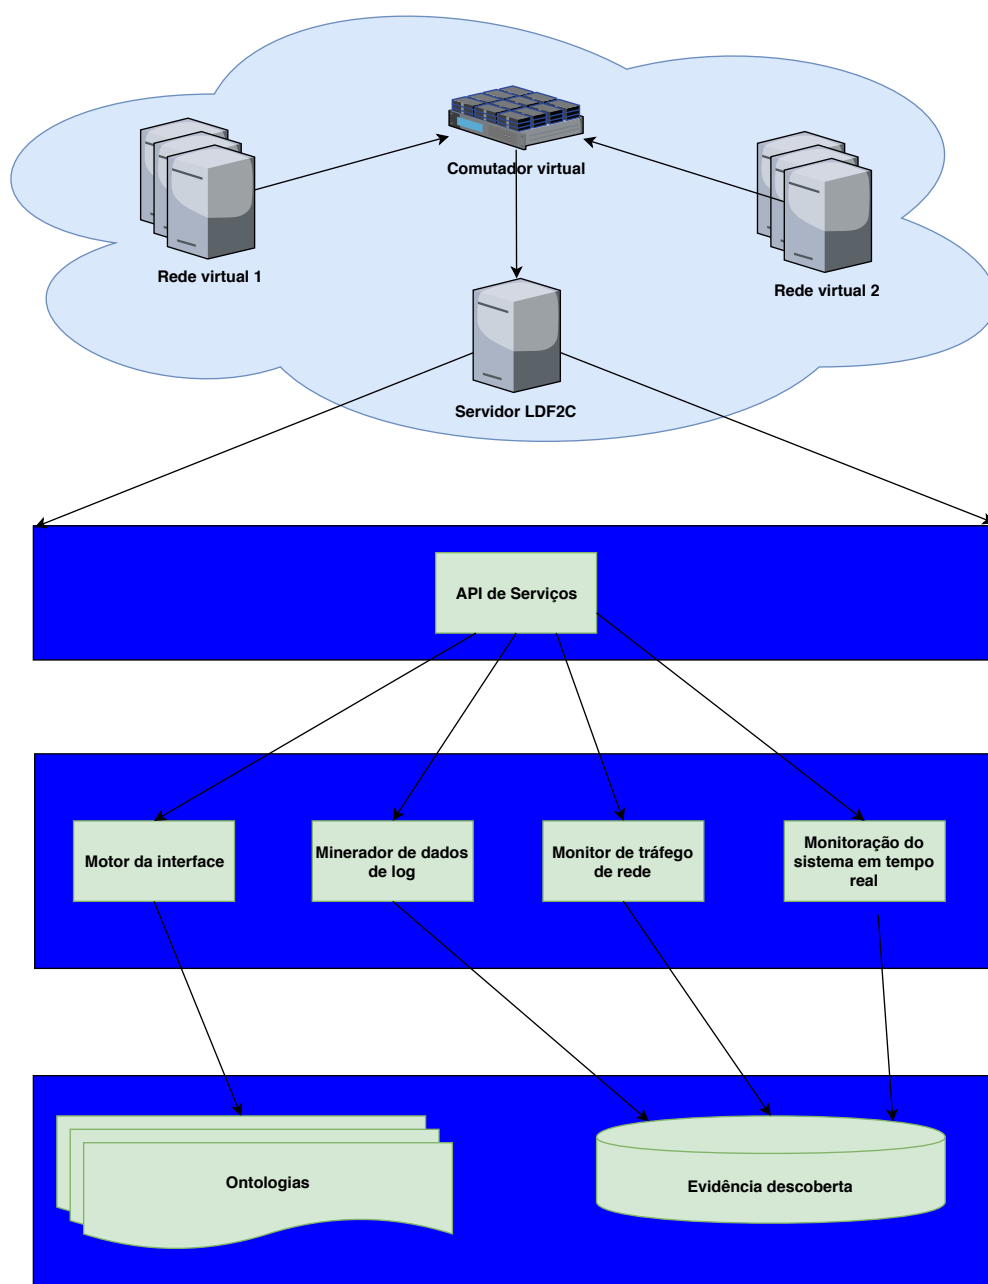 Comutador virtual
Rede virtual 1
Rede virtual 2
Servidor LDF2C
API de Serviços
Motor da interface
Minerador de dados
de log
Monitor de tráfego
de rede
Monitoração do
sistema em tempo
real
Ontologias
Evidência descoberta